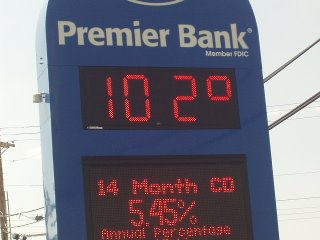 Premier Bank®
Member FDIC
102°
14 Month CD
5.45%
Annual Percentage